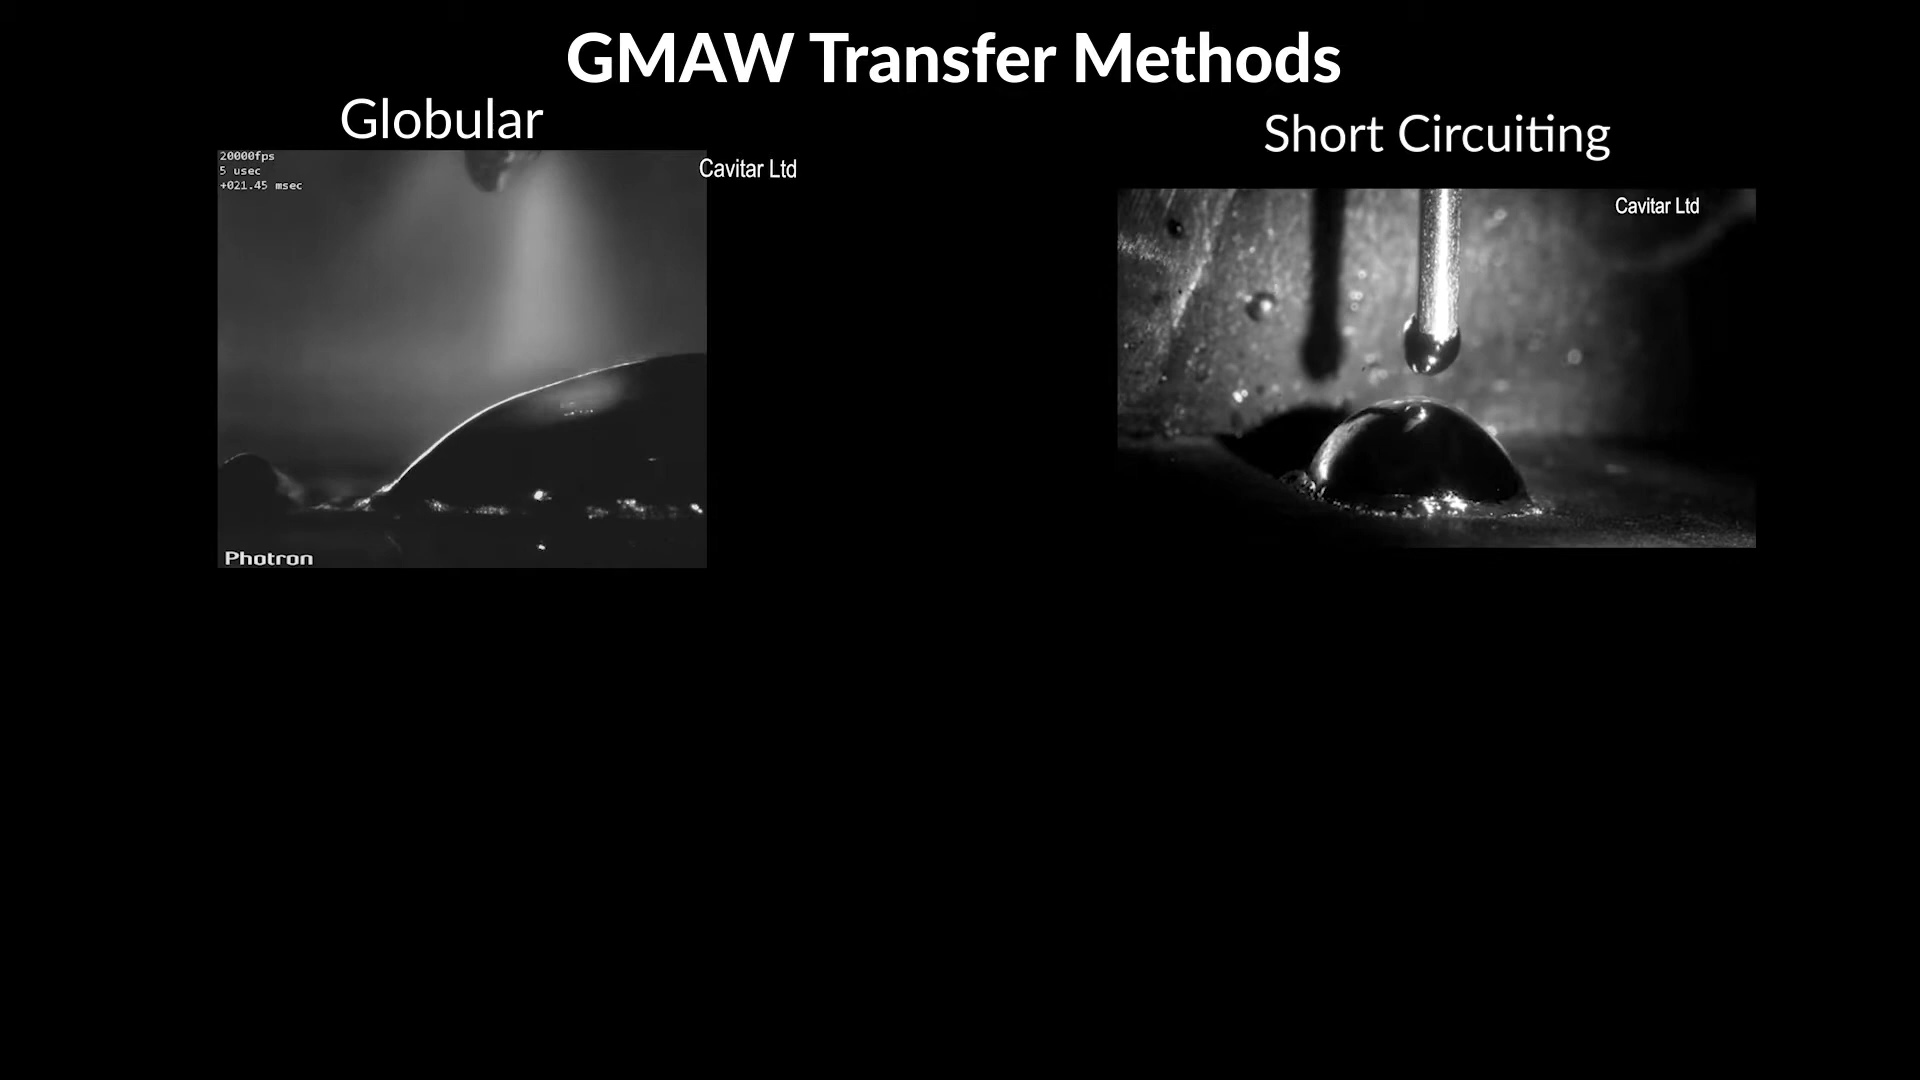 GMAW Transfer Methods
Globular
Short Circuiting
20000fps
5 usec
+021.45 msec
Cavitar Ltd
Cavitar Ltd
Photron